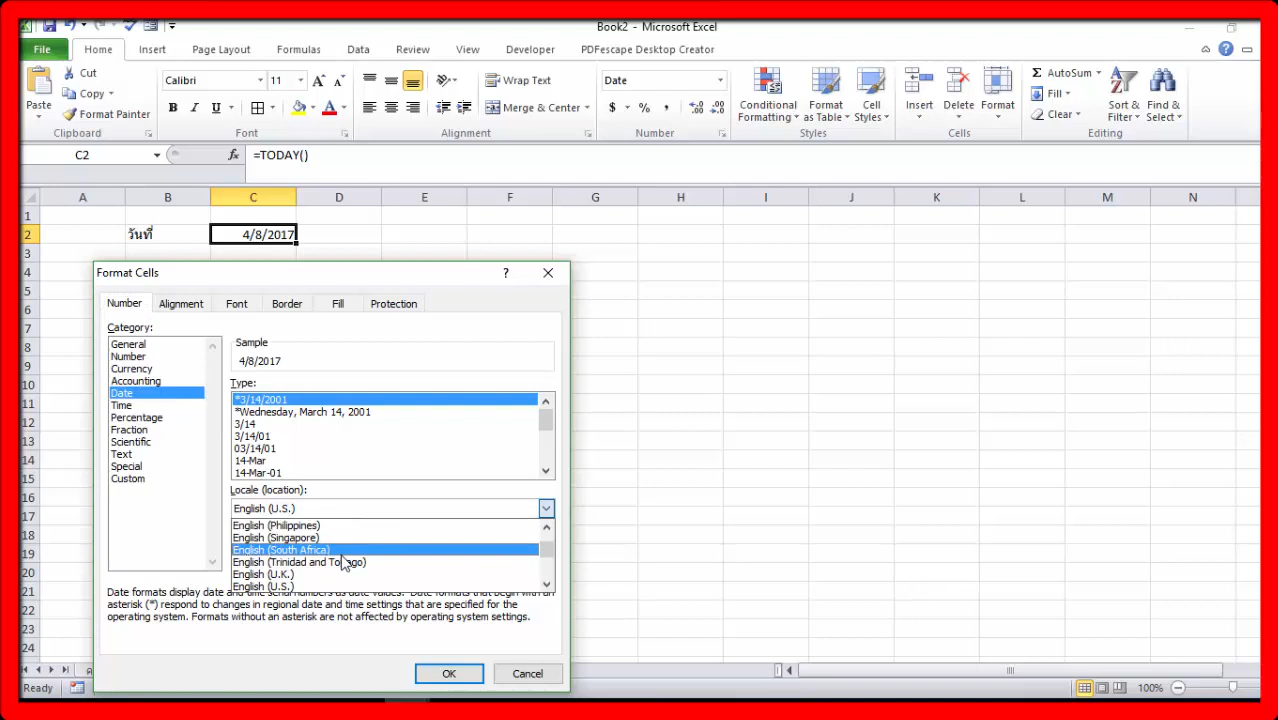 Book2 - Microsoft Excel
File Home Insert Page Layout Formulas Data Review View Developer PDFescape Desktop Creator
Paste Cut Copy Format Painter
Calibri 11
B I U
Wrap Text
Merge & Center
Date
$ % ,
Conditional Formatting
Format as Table
Cell Styles
Insert Delete Format
Σ AutoSum
Fill
Clear
Sort & Filter
Find & Select
Clipboard Font Alignment Number Styles Cells Editing
C2 fx =TODAY()
A B C D E F G H I J K L M N
1
2 วันที่ 4/8/2017
3
4
5
6
7
8
9
10
11
12
13
14
15
16
17
18
19
20
21
22
23
24
Format Cells ?
Number Alignment Font Border Fill Protection
Category:
General
Number
Currency
Accounting
Date
Time
Percentage
Fraction
Scientific
Text
Special
Custom
Sample
4/8/2017
Type:
*3/14/2001
*Wednesday, March 14, 2001
3/14
3/14/01
03/14/01
14-Mar
14-Mar-01
Locale (location):
English (U.S.)
English (Philippines)
English (Singapore)
English (South Africa)
English (Trinidad and Tobago)
English (U.K.)
English (U.S.)
Date formats display date and time serial numbers as date values. Date formats that begin with an
asterisk (*) respond to changes in regional date and time settings that are specified for the
operating system. Formats without an asterisk are not affected by operating system settings.
OK Cancel
Ready 100%